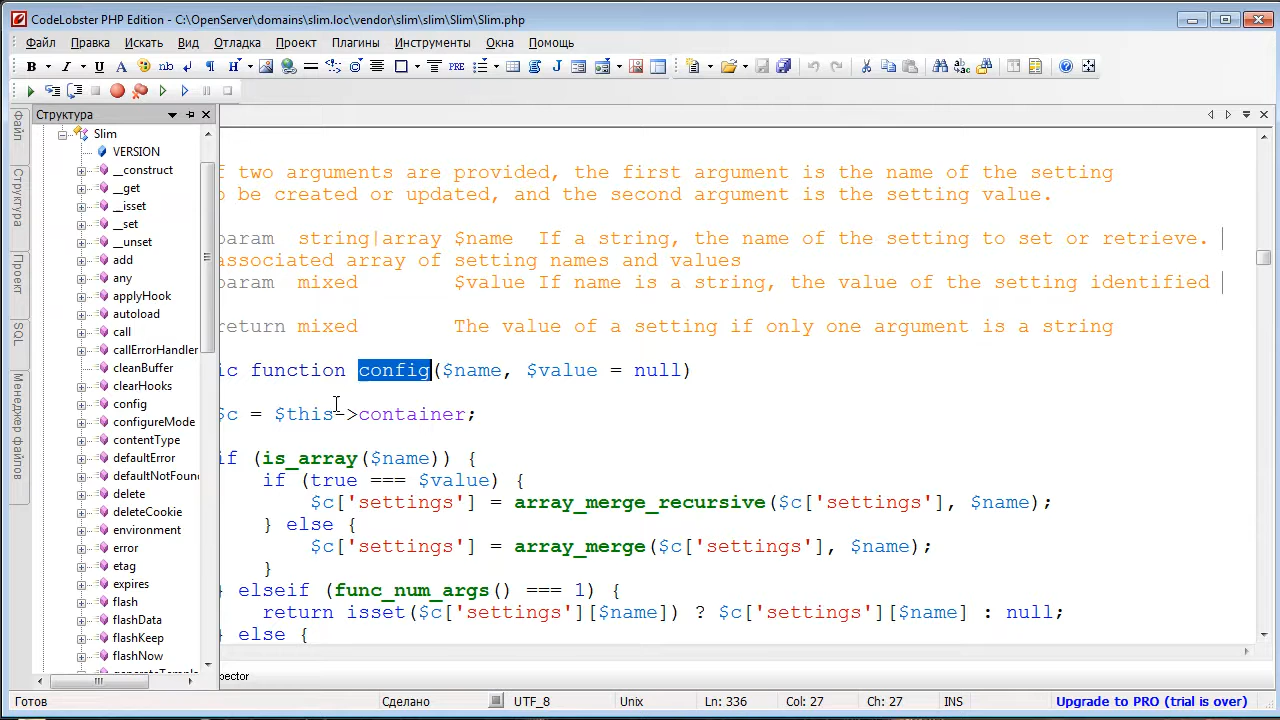 CodeLobster PHP Edition - C:\OpenServer\domains\slim.loc\vendor\slim\slim\Slim\Slim.php
Файл Правка Искать Вид Отладка Проект Плагины Инструменты Окна Помощь
Структура
Файл
Структура
Проект
SQL
Менеджер файлов
Slim
VERSION
__construct
__get
__isset
__set
__unset
add
any
applyHook
autoload
call
callErrorHandler
cleanBuffer
clearHooks
config
configureMode
contentType
defaultError
defaultNotFoun
delete
deleteCookie
environment
error
etag
expires
flash
flashData
flashKeep
flashNow
f two arguments are provided, the first argument is the name of the setting
o be created or updated, and the second argument is the setting value.
param string|array $name If a string, the name of the setting to set or retrieve. |
associated array of setting names and values
param mixed $value If name is a string, the value of the setting identified |
return mixed The value of a setting if only one argument is a string
ic function config($name, $value = null)
$c = $this->container;
if (is_array($name)) {
if (true === $value) {
$c['settings'] = array_merge_recursive($c['settings'], $name);
} else {
$c['settings'] = array_merge($c['settings'], $name);
}
} elseif (func_num_args() === 1) {
return isset($c['settings'][$name]) ? $c['settings'][$name] : null;
} else {
pector
Готов Сделано UTF_8 Unix Ln: 336 Col: 27 Ch: 27 INS Upgrade to PRO (trial is over)